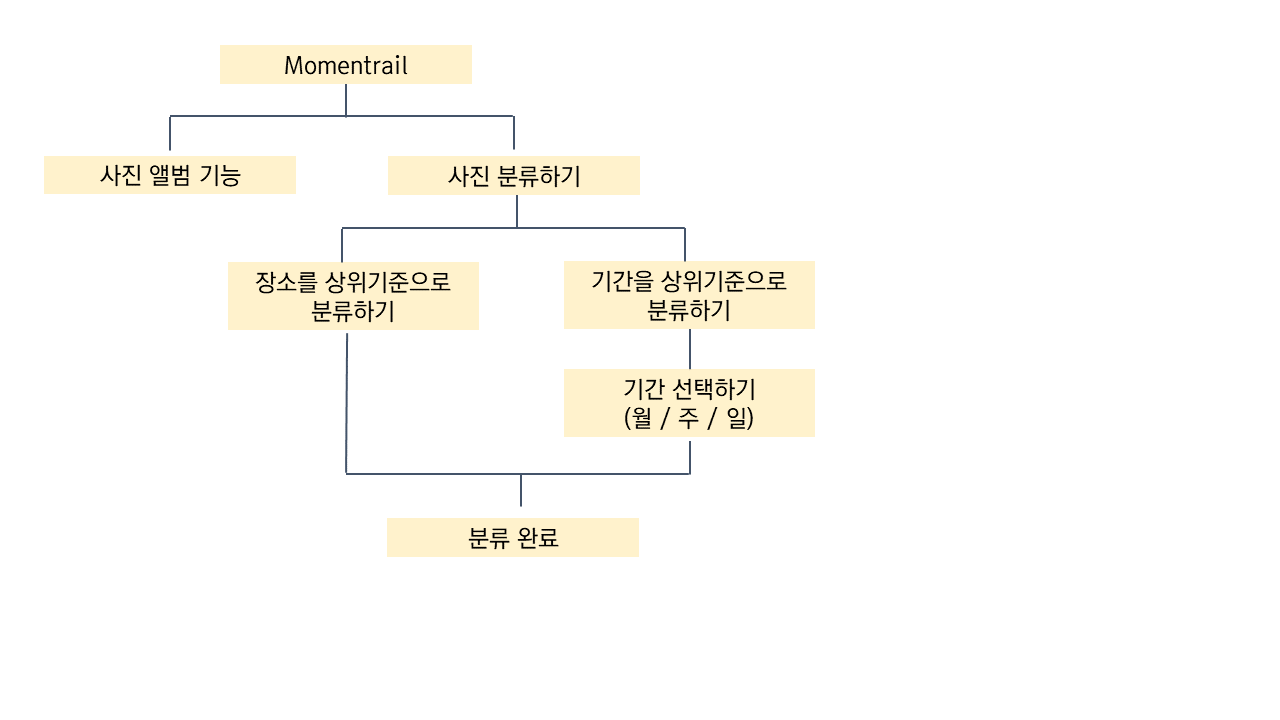 Momentrail
사진 앨범 기능
사진 분류하기
장소를 상위기준으로
분류하기
기간을 상위기준으로
분류하기
기간 선택하기
(월 / 주 / 일)
분류 완료